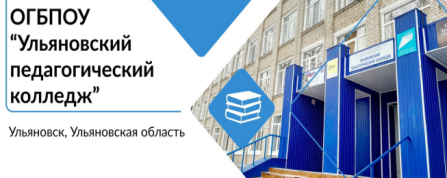 ОГБПОУ
“Ульяновский
педагогический
колледж”
Ульяновск, Ульяновская область